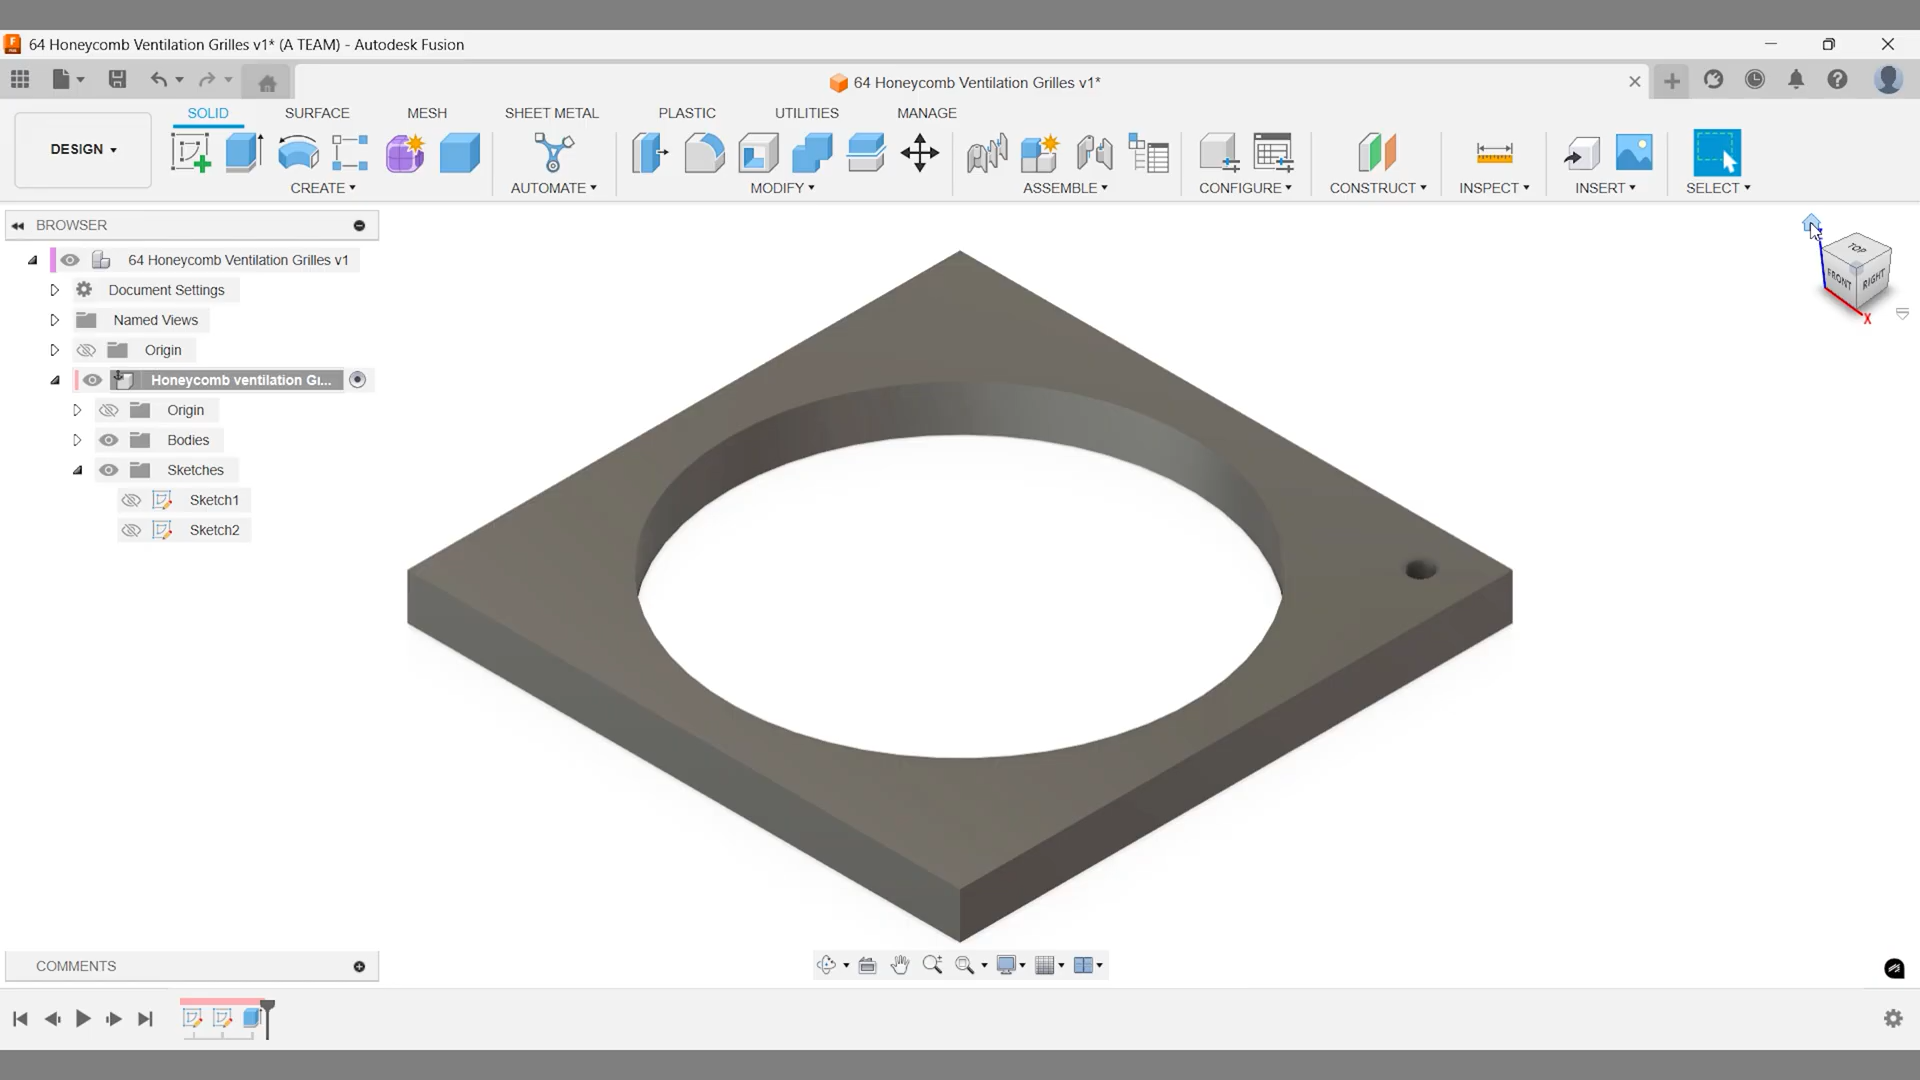 64 Honeycomb Ventilation Grilles v1* (A TEAM) - Autodesk Fusion
64 Honeycomb Ventilation Grilles v1*
SOLID SURFACE MESH SHEET METAL PLASTIC UTILITIES MANAGE
DESIGN
CREATE AUTOMATE MODIFY ASSEMBLE CONFIGURE CONSTRUCT INSPECT INSERT SELECT
BROWSER
64 Honeycomb Ventilation Grilles v1
Document Settings
Named Views
Origin
Honeycomb ventilation Gr...
Origin
Bodies
Sketches
Sketch1
Sketch2
TOP
FRONT RIGHT
X
COMMENTS